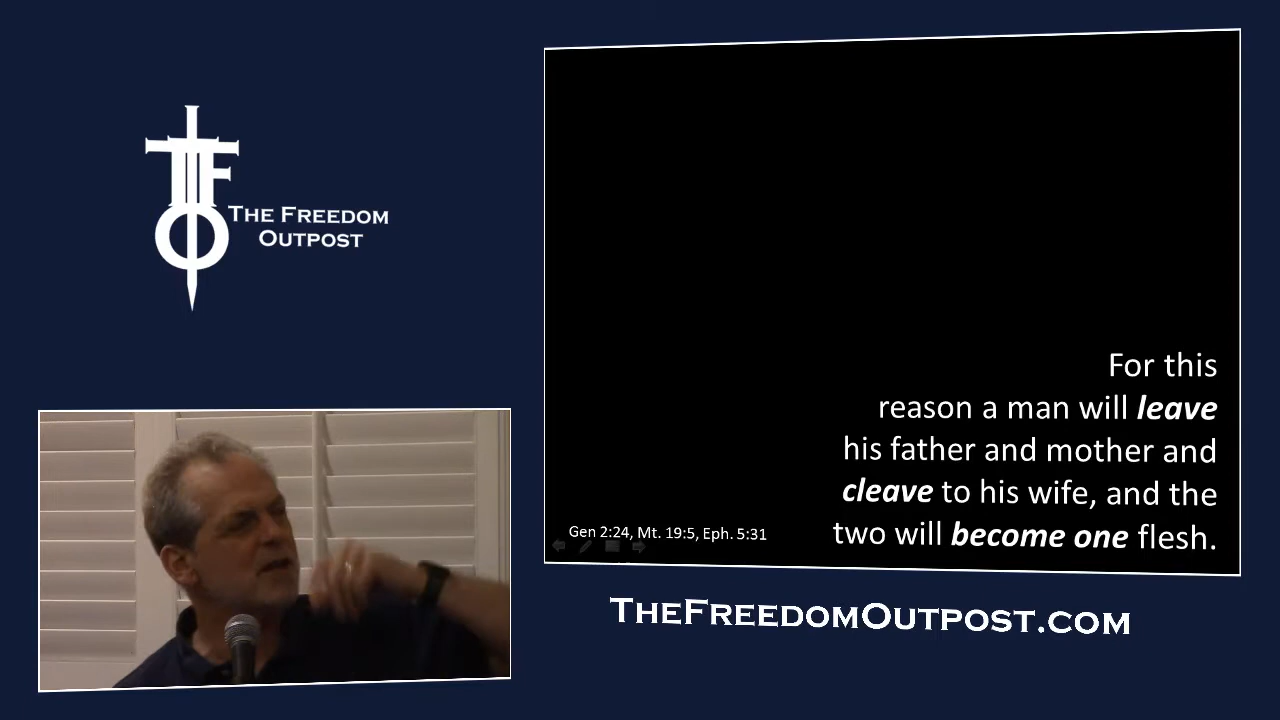 The Freedom
Outpost
For this
reason a man will leave
his father and mother and
cleave to his wife, and the
two will become one flesh.
Gen 2:24, Mt. 19:5, Eph. 5:31
TheFreedomOutpost.com